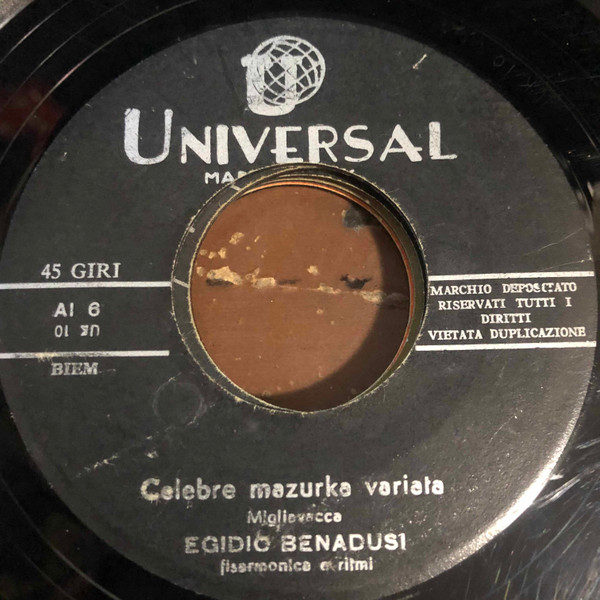 U
UNIVERSAL
45 GIRI
AI 6
UR 10
BIEM
MARCHIO DEPOSITATO
RISERVATI TUTTI I
DIRITTI
VIETATA DUPLICAZIONE
Celebre mazurka variata
Migliavacca
EGIDIO BENADUSI
fisarmonica e ritmi